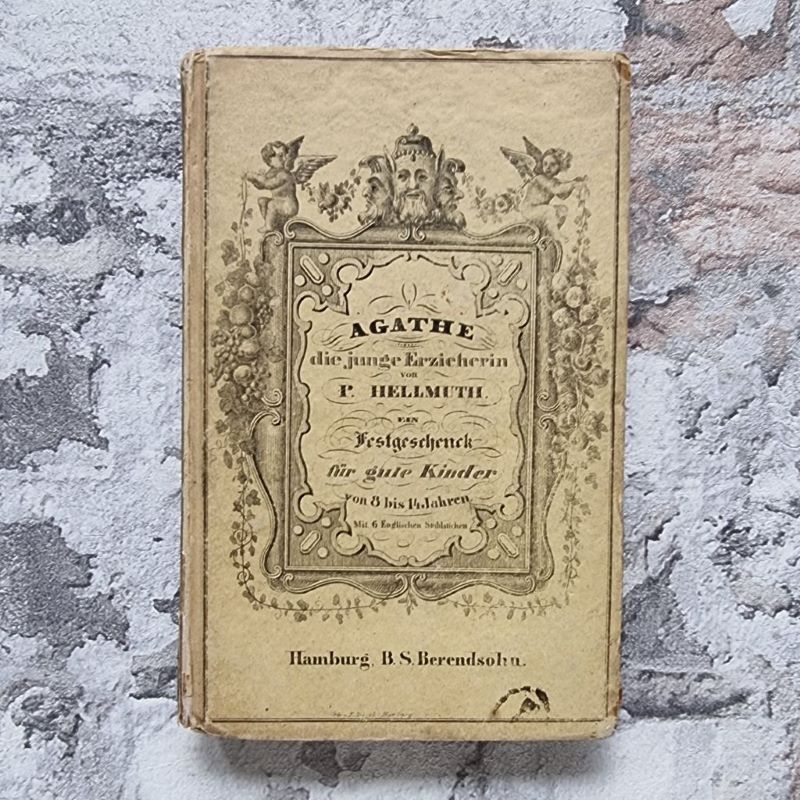 AGATHE
die junge Erzieherin
von
P. HELLMUTH.
EIN
Festgeschenck
für gute Kinder
von 8 bis 14 Jahren.
Mit 6 Englischen Stahlstichen
Hamburg, B. S. Berendsohn.